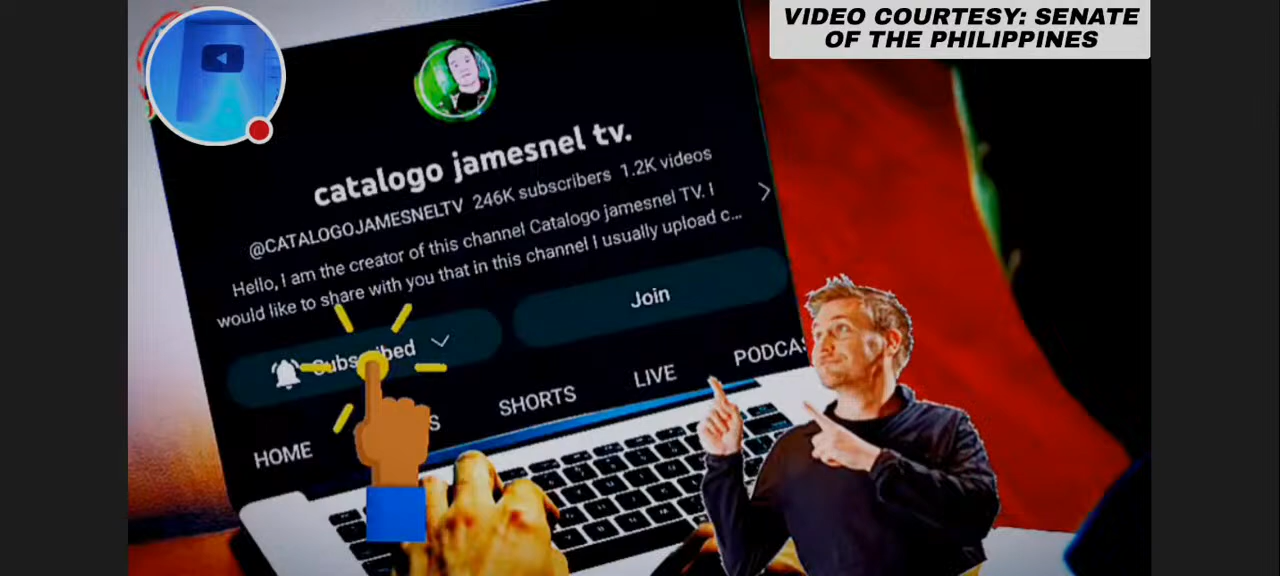 VIDEO COURTESY: SENATE
OF THE PHILIPPINES
catalogo jamesnel tv.
@CATALOGOJAMESNELTV 246K subscribers 1.2K videos
Hello, I am the creator of this channel Catalogo jamesnel TV. I
would like to share with you that in this channel I usually upload c...
Join
Subscribed
HOME
SHORTS
LIVE
PODCA